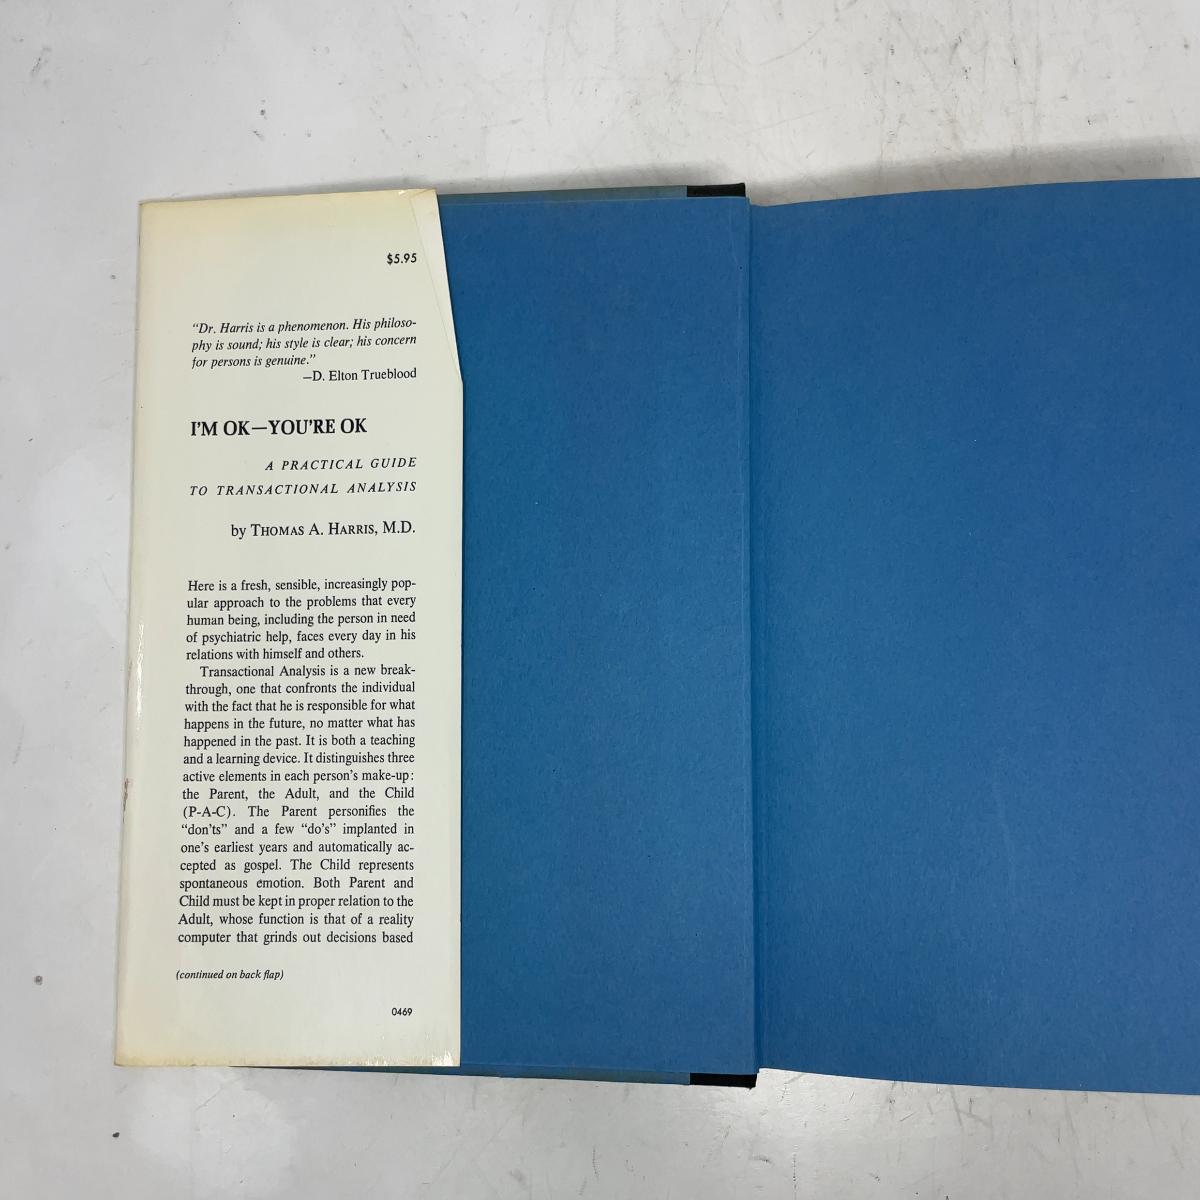 $5.95
“Dr. Harris is a phenomenon. His philoso-
phy is sound; his style is clear; his concern
for persons is genuine.”
—D. Elton Trueblood
I'M OK—YOU'RE OK
A PRACTICAL GUIDE
TO TRANSACTIONAL ANALYSIS
by THOMAS A. HARRIS, M.D.
Here is a fresh, sensible, increasingly pop-
ular approach to the problems that every
human being, including the person in need
of psychiatric help, faces every day in his
relations with himself and others.
Transactional Analysis is a new break-
through, one that confronts the individual
with the fact that he is responsible for what
happens in the future, no matter what has
happened in the past. It is both a teaching
and a learning device. It distinguishes three
active elements in each person's make-up:
the Parent, the Adult, and the Child
(P-A-C). The Parent personifies the
“don'ts” and a few “do's” implanted in
one's earliest years and automatically ac-
cepted as gospel. The Child represents
spontaneous emotion. Both Parent and
Child must be kept in proper relation to the
Adult, whose function is that of a reality
computer that grinds out decisions based
(continued on back flap)
0469